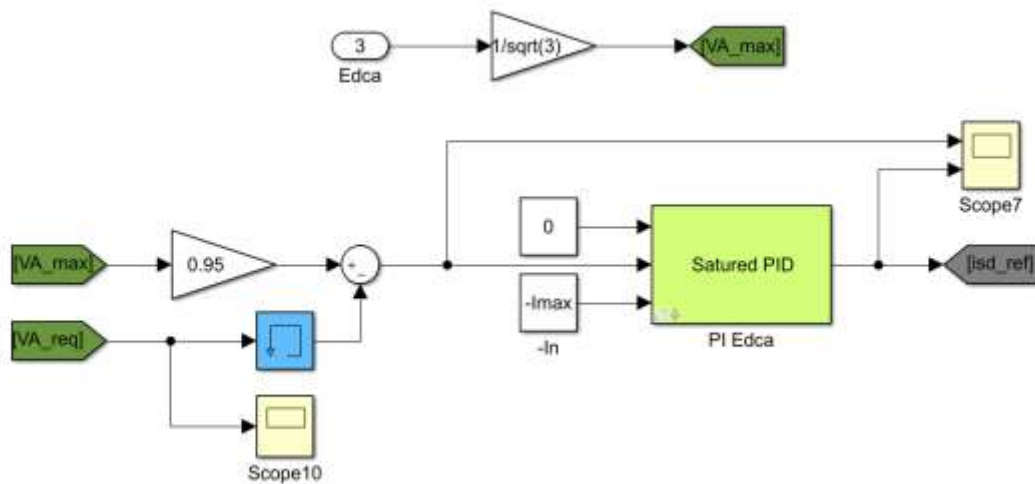 3
Edca
1/sqrt(3)
[VA_max]
Scope7
[VA_max]
0.95
+
-
0
Satured PID
[isd_ref]
-Imax
-In
PI Edca
[VA_req]
Scope10